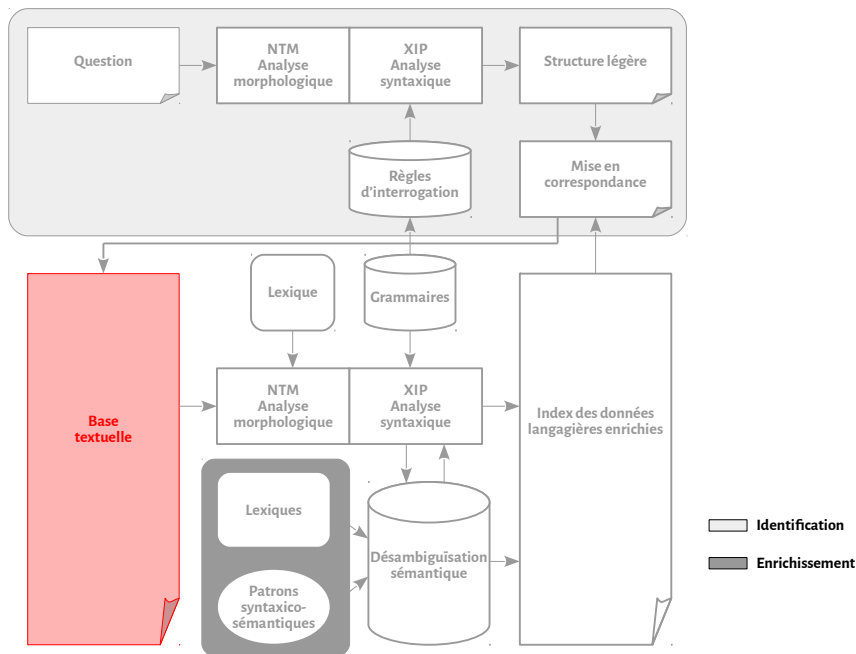 Question
NTM
Analyse
morphologique
XIP
Analyse
syntaxique
Structure légère
Règles
d'interrogation
Mise en
correspondance
Lexique
Grammaires
Base
textuelle
NTM
Analyse
morphologique
XIP
Analyse
syntaxique
Index des données
langagières enrichies
Lexiques
Patrons
syntaxico-
sémantiques
Désambiguïsation
sémantique
Identification
Enrichissement